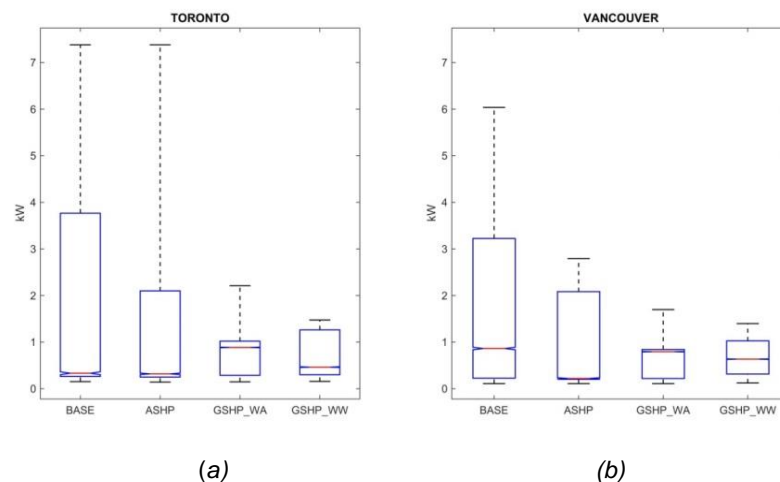 TORONTO
7
6
5
4
3
2
1
0
kW
BASE ASHP GSHP_WA GSHP_WW
(a)
VANCOUVER
7
6
5
4
3
2
1
0
kW
BASE ASHP GSHP_WA GSHP_WW
(b)